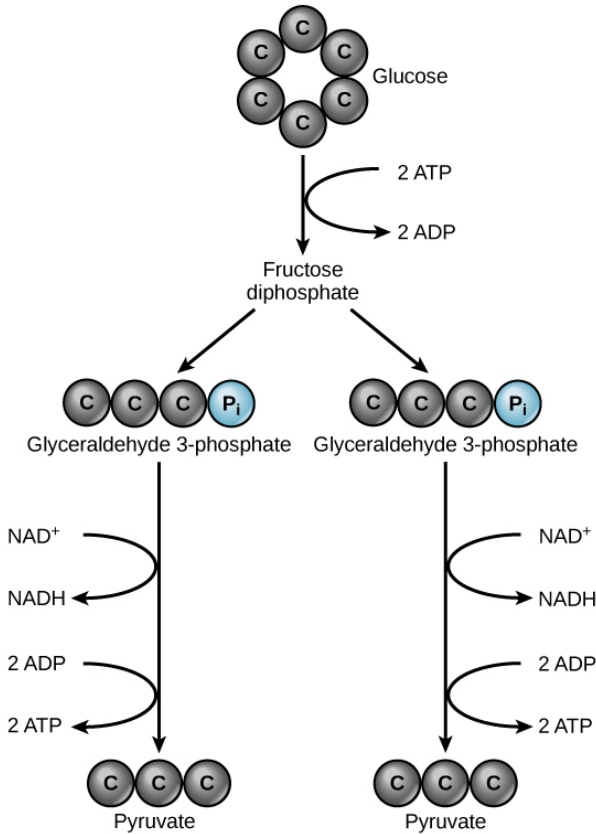 C
C
C
C
C
C
Glucose
2 ATP
2 ADP
Fructose
diphosphate
C C C Pi
C C C Pi
Glyceraldehyde 3-phosphate
Glyceraldehyde 3-phosphate
NAD+
NAD+
NADH
NADH
2 ADP
2 ADP
2 ATP
2 ATP
C C C
C C C
Pyruvate
Pyruvate